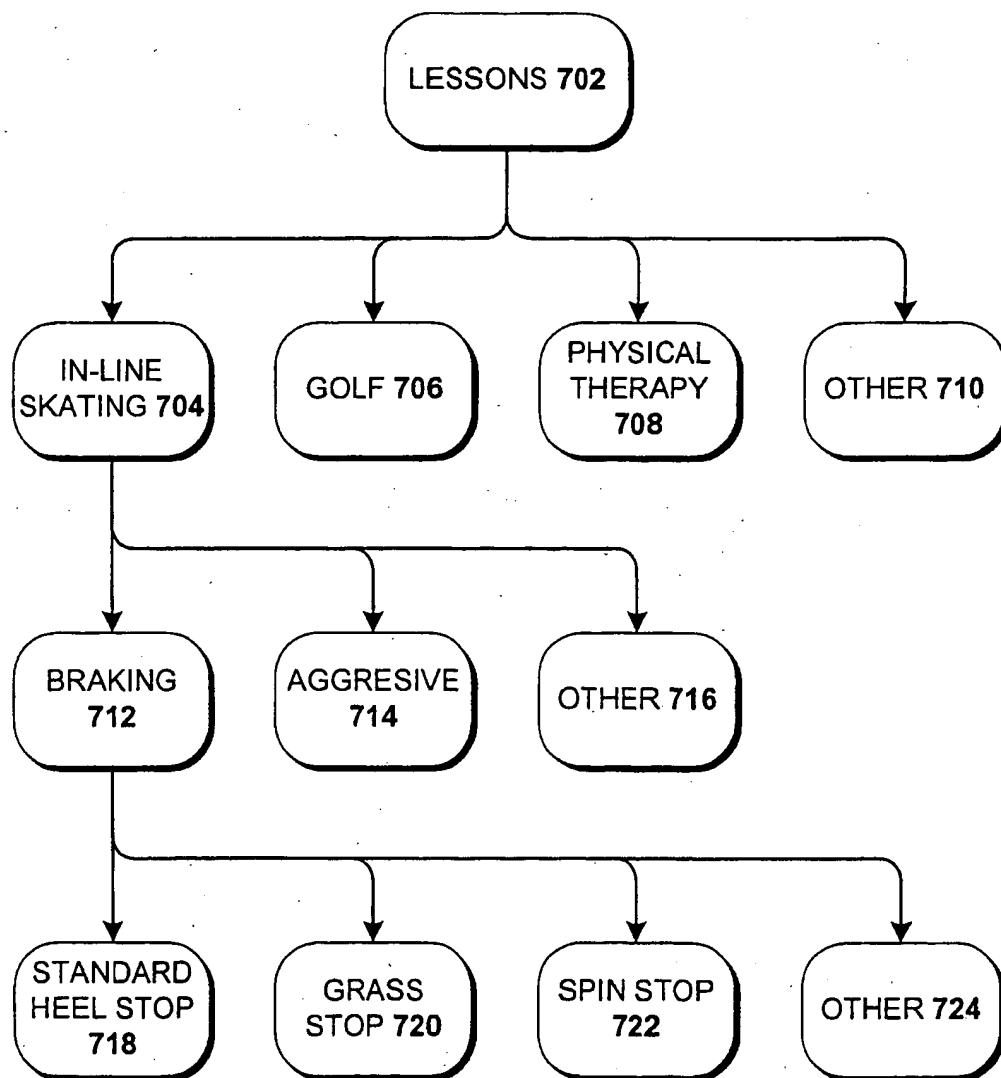 LESSONS 702
IN-LINE
SKATING 704
GOLF 706
PHYSICAL
THERAPY
708
OTHER 710
BRAKING
712
AGGRESIVE
714
OTHER 716
STANDARD
HEEL STOP
718
GRASS
STOP 720
SPIN STOP
722
OTHER 724